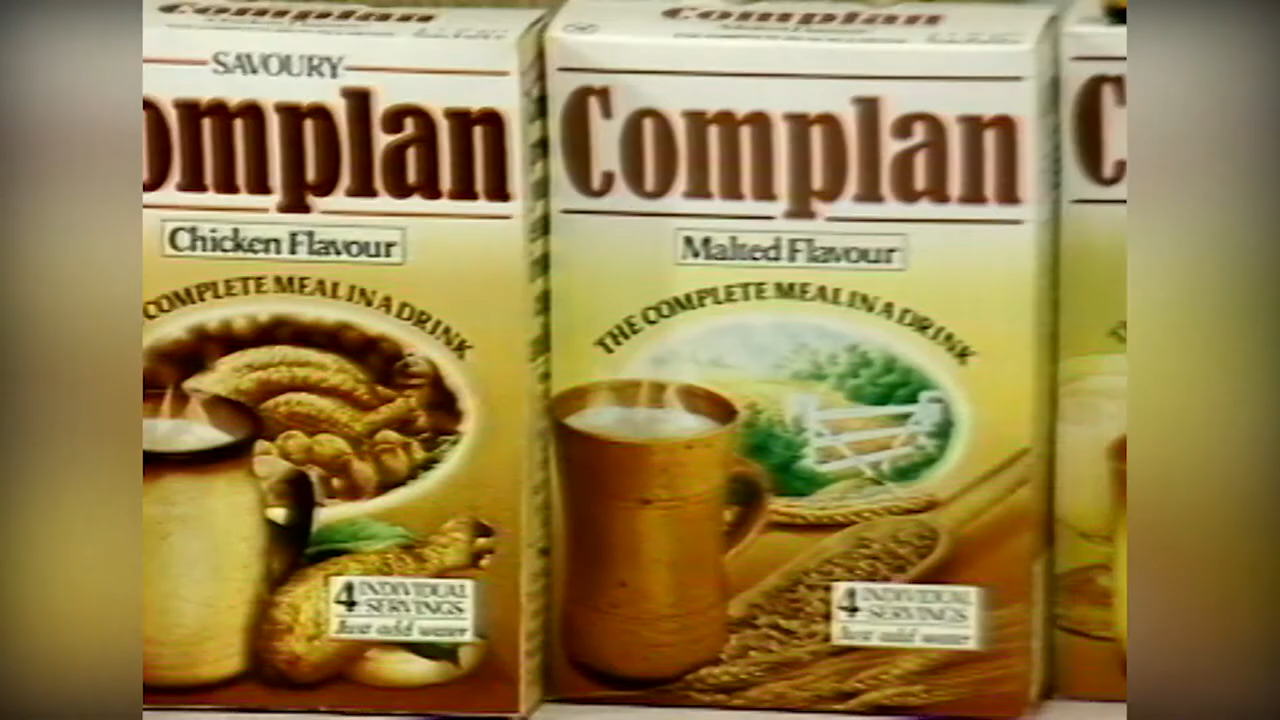 Complan
SAVOURY
omplan
Chicken Flavour
COMPLETE MEAL IN A DRINK
4 INDIVIDUAL
SERVINGS
Just add water
Complan
Complan
Malted Flavour
THE COMPLETE MEAL IN A DRINK
4 INDIVIDUAL
SERVINGS
Just add water
C